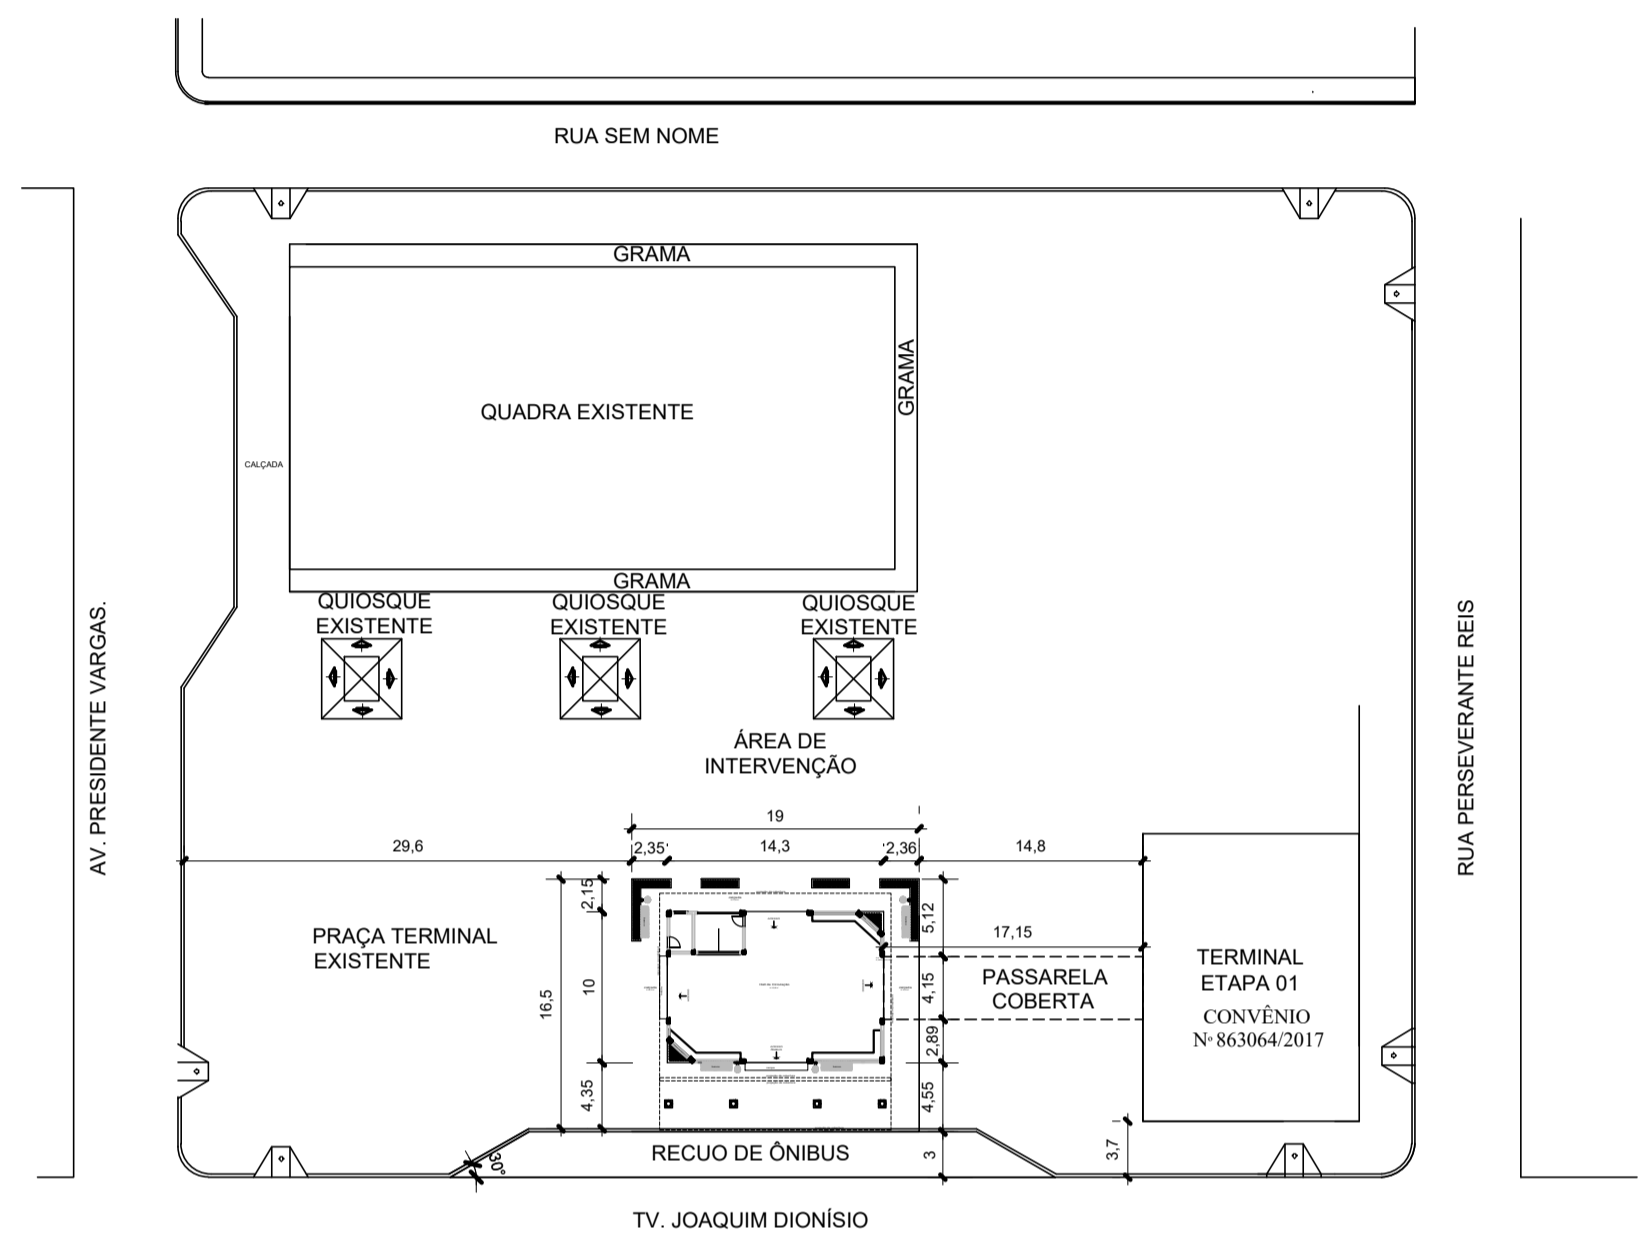 RUA SEM NOME
GRAMA
GRAMA
QUADRA EXISTENTE
CALÇADA
GRAMA
QUIOSQUE
EXISTENTE
QUIOSQUE
EXISTENTE
QUIOSQUE
EXISTENTE
AV. PRESIDENTE VARGAS.
RUA PERSEVERANTE REIS
ÁREA DE
INTERVENÇÃO
19
29,6
2,35
14,3
2,36
14,8
2,15
5,12
17,15
PRAÇA TERMINAL
EXISTENTE
16,5
10
4,15
PASSARELA
COBERTA
TERMINAL
ETAPA 01
CONVÊNIO
Nº 863064/2017
2,89
4,35
4,55
30°
RECUO DE ÔNIBUS
3
3,7
TV. JOAQUIM DIONÍSIO